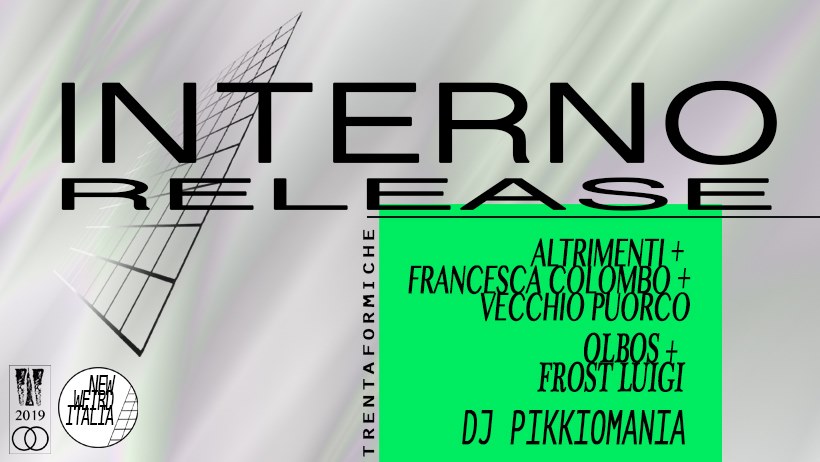 INTERNO
RELEASE
TRENTAFORMICHE
ALTRIMENTI +
FRANCESCA COLOMBO +
VECCHIO PUORCO
OLBOS +
FROST LUIGI
DJ PIKKIOMANIA
2019
NEW
WEIRD
ITALIA